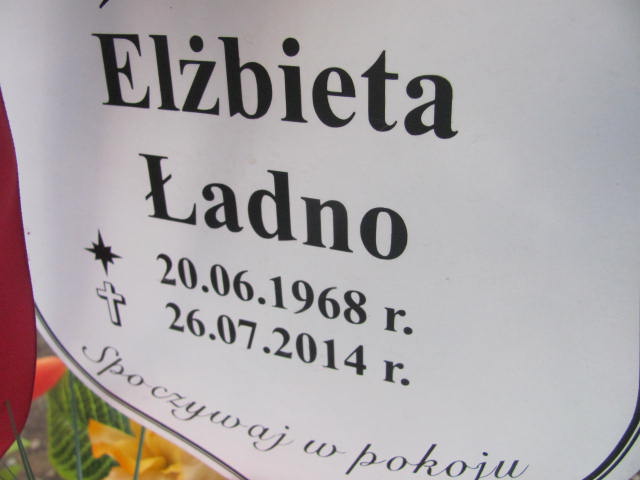 Elżbieta
Ładno
20.06.1968 r.
26.07.2014 r.
Spoczywaj w pokoju